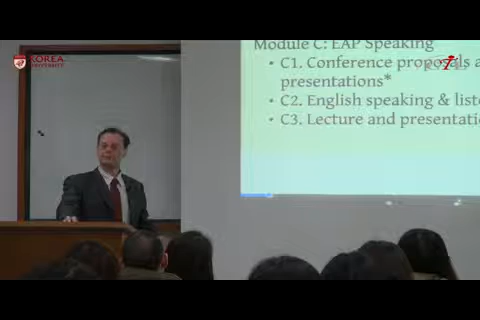 KOREA
UNIVERSITY
Module C: EAP Speaking
• C1. Conference proposals a
presentations*
• C2. English speaking & liste
• C3. Lecture and presentatio